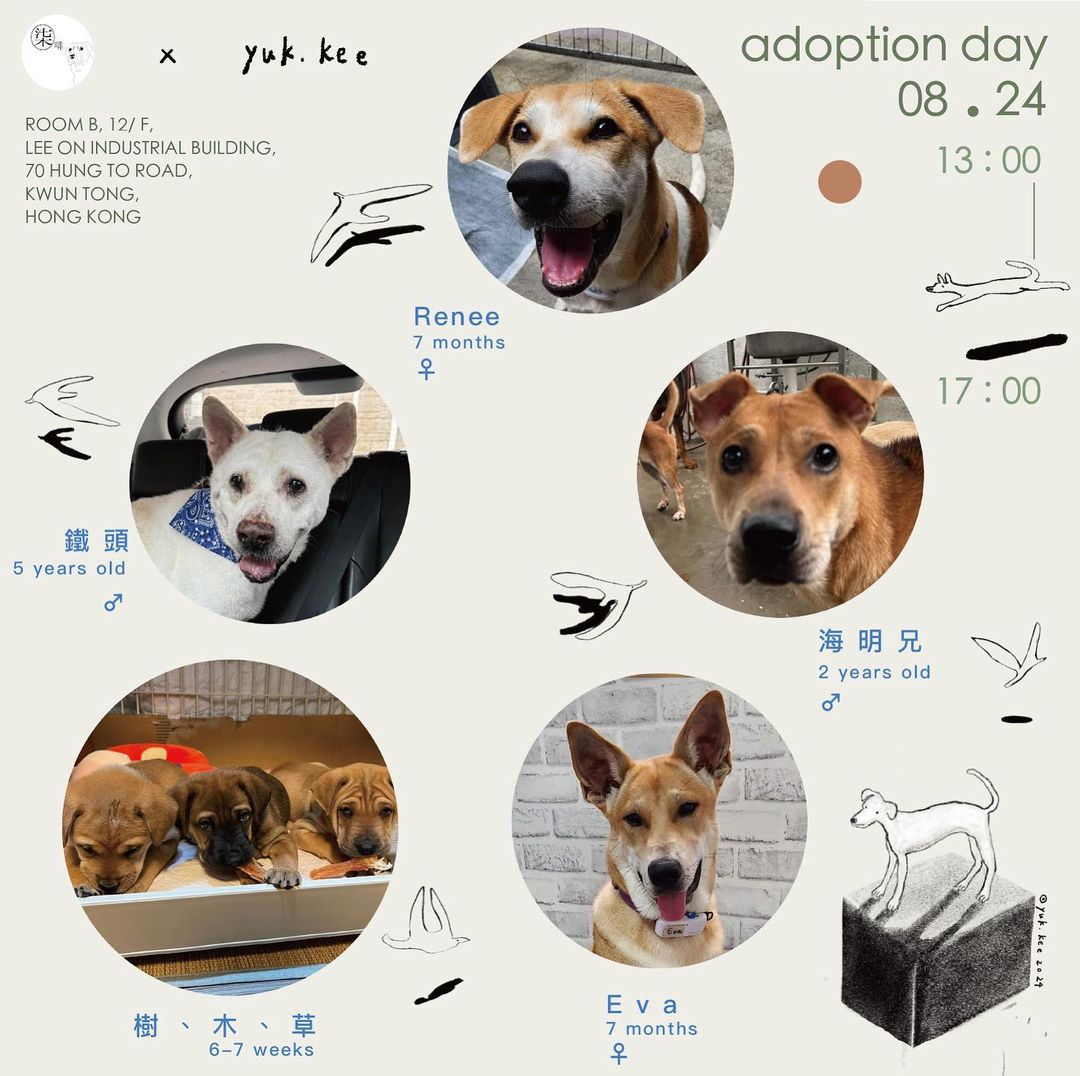 柒
x
yuk.kee
adoption day
08.24
13:00
17:00
ROOM B, 12/ F,
LEE ON INDUSTRIAL BUILDING,
70 HUNG TO ROAD,
KWUN TONG,
HONG KONG
Renee
7 months
♀
鐵頭
5 years old
♂
海明兄
2 years old
♂
樹、木、草
6-7 weeks
Eva
Eva
7 months
♀
©yuk.kee 2024